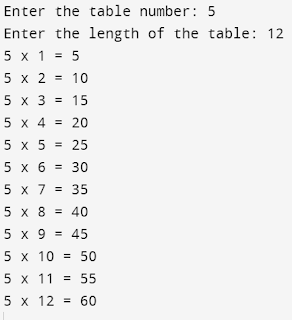 Enter the table number: 5
Enter the length of the table: 12
5 x 1 = 5
5 x 2 = 10
5 x 3 = 15
5 x 4 = 20
5 x 5 = 25
5 x 6 = 30
5 x 7 = 35
5 x 8 = 40
5 x 9 = 45
5 x 10 = 50
5 x 11 = 55
5 x 12 = 60